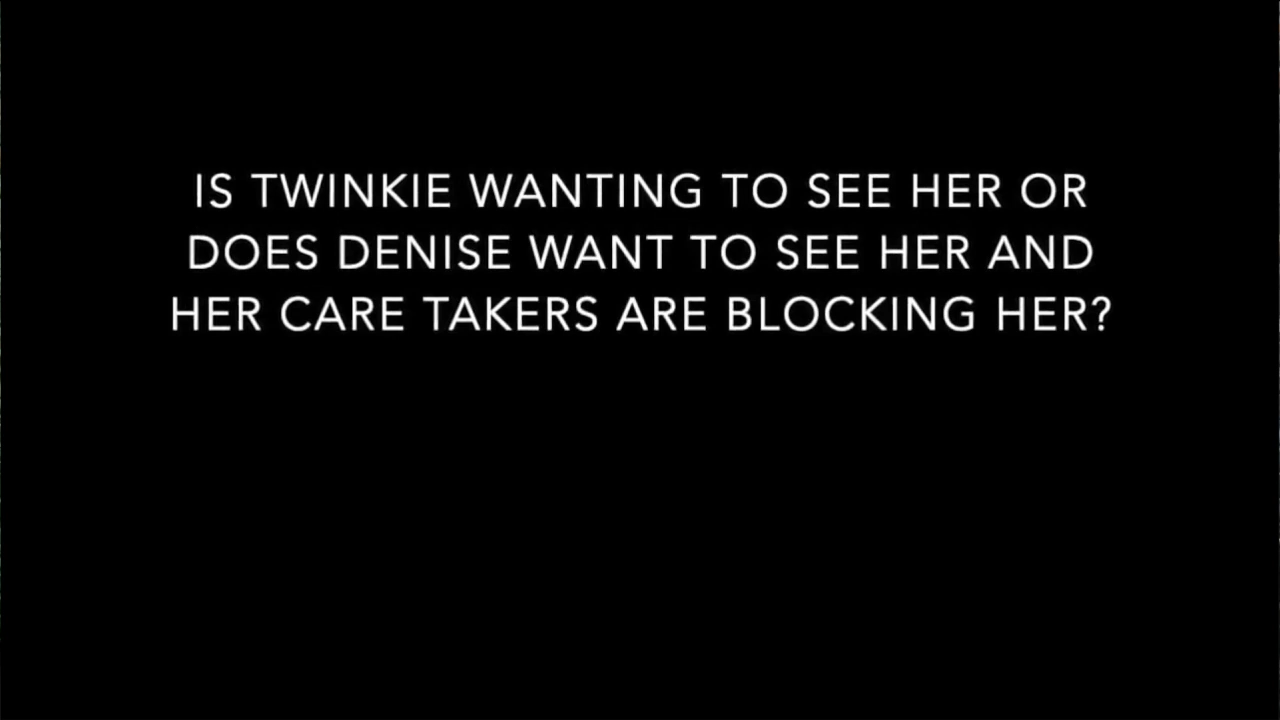 IS TWINKIE WANTING TO SEE HER OR
DOES DENISE WANT TO SEE HER AND
HER CARE TAKERS ARE BLOCKING HER?